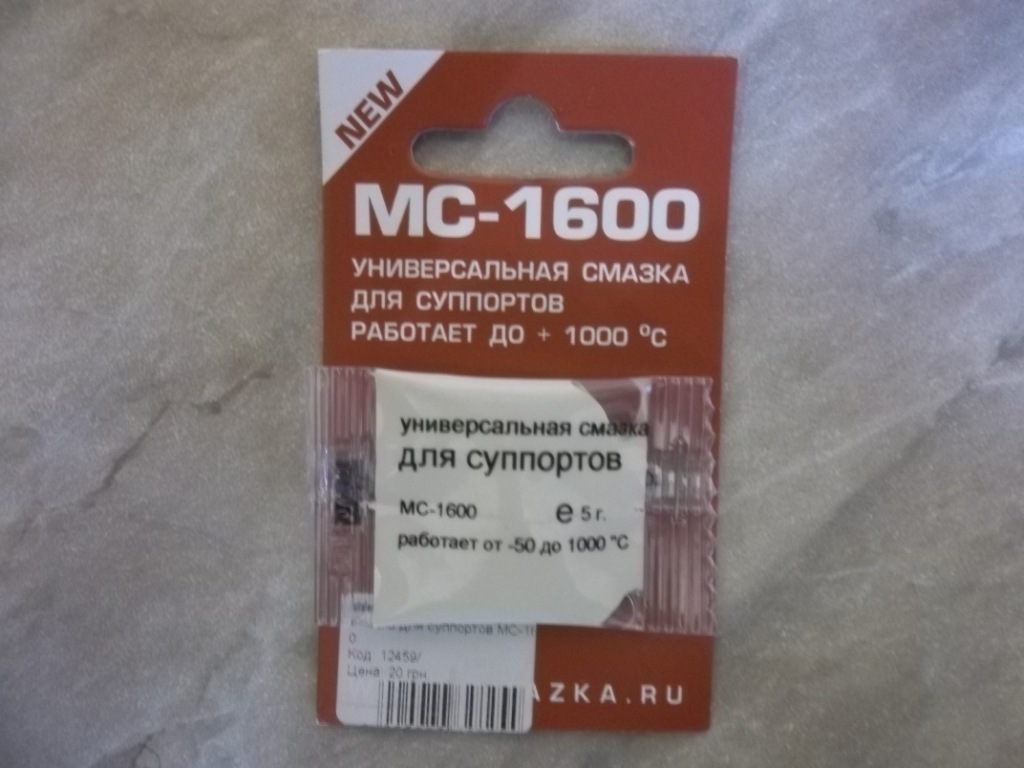 NEW
МС-1600
УНИВЕРСАЛЬНАЯ СМАЗКА
ДЛЯ СУППОРТОВ
РАБОТАЕТ ДО + 1000 °С
универсальная смазка
для суппортов
МС-1600 e 5 г.
работает от -50 до 1000 °С
для суппортов МС-16
0
Код: 12459/
Цена: 20 грн
AZKA.RU